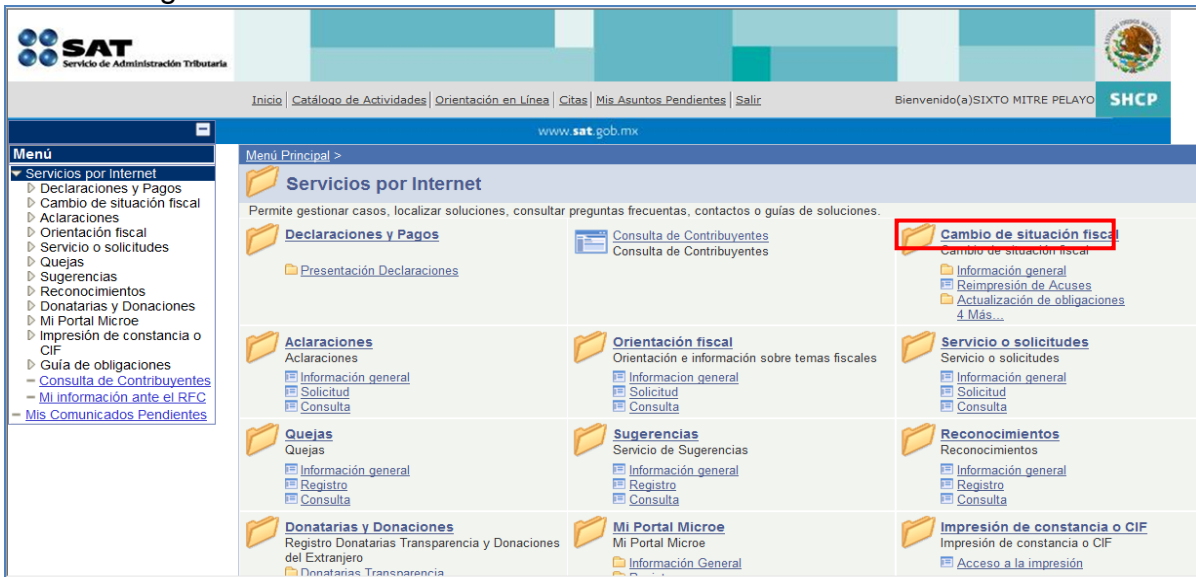 SAT
Servicio de Administración Tributaria
Inicio | Catálogo de Actividades | Orientación en Línea | Citas | Mis Asuntos Pendientes | Salir
Bienvenido(a)SIXTO MITRE PELAYO
SHCP
www.sat.gob.mx
Menú
Servicios por Internet
Declaraciones y Pagos
Cambio de situación fiscal
Aclaraciones
Orientación fiscal
Servicio o solicitudes
Quejas
Sugerencias
Reconocimientos
Donatarias y Donaciones
Mi Portal Microe
Impresión de constancia o
CIF
Guía de obligaciones
Consulta de Contribuyentes
Mi información ante el RFC
Mis Comunicados Pendientes
Menú Principal >
Servicios por Internet
Permite gestionar casos, localizar soluciones, consultar preguntas frecuentes, contactos o guías de soluciones.
Declaraciones y Pagos
Presentación Declaraciones
Consulta de Contribuyentes
Consulta de Contribuyentes
Cambio de situación fiscal
Cambio de situación fiscal
Información general
Reimpresión de Acuses
Actualización de obligaciones
4 Más...
Aclaraciones
Aclaraciones
Información general
Solicitud
Consulta
Orientación fiscal
Orientación e información sobre temas fiscales
Informacion general
Solicitud
Consulta
Servicio o solicitudes
Servicio o solicitudes
Información general
Solicitud
Consulta
Quejas
Quejas
Información general
Registro
Consulta
Sugerencias
Servicio de Sugerencias
Información general
Registro
Consulta
Reconocimientos
Reconocimientos
Información general
Registro
Consulta
Donatarias y Donaciones
Registro Donatarias Transparencia y Donaciones
del Extranjero
Donatarias Transparencia
Mi Portal Microe
Mi Portal Microe
Información General
Impresión de constancia o CIF
Impresión de constancia o CIF
Acceso a la impresión